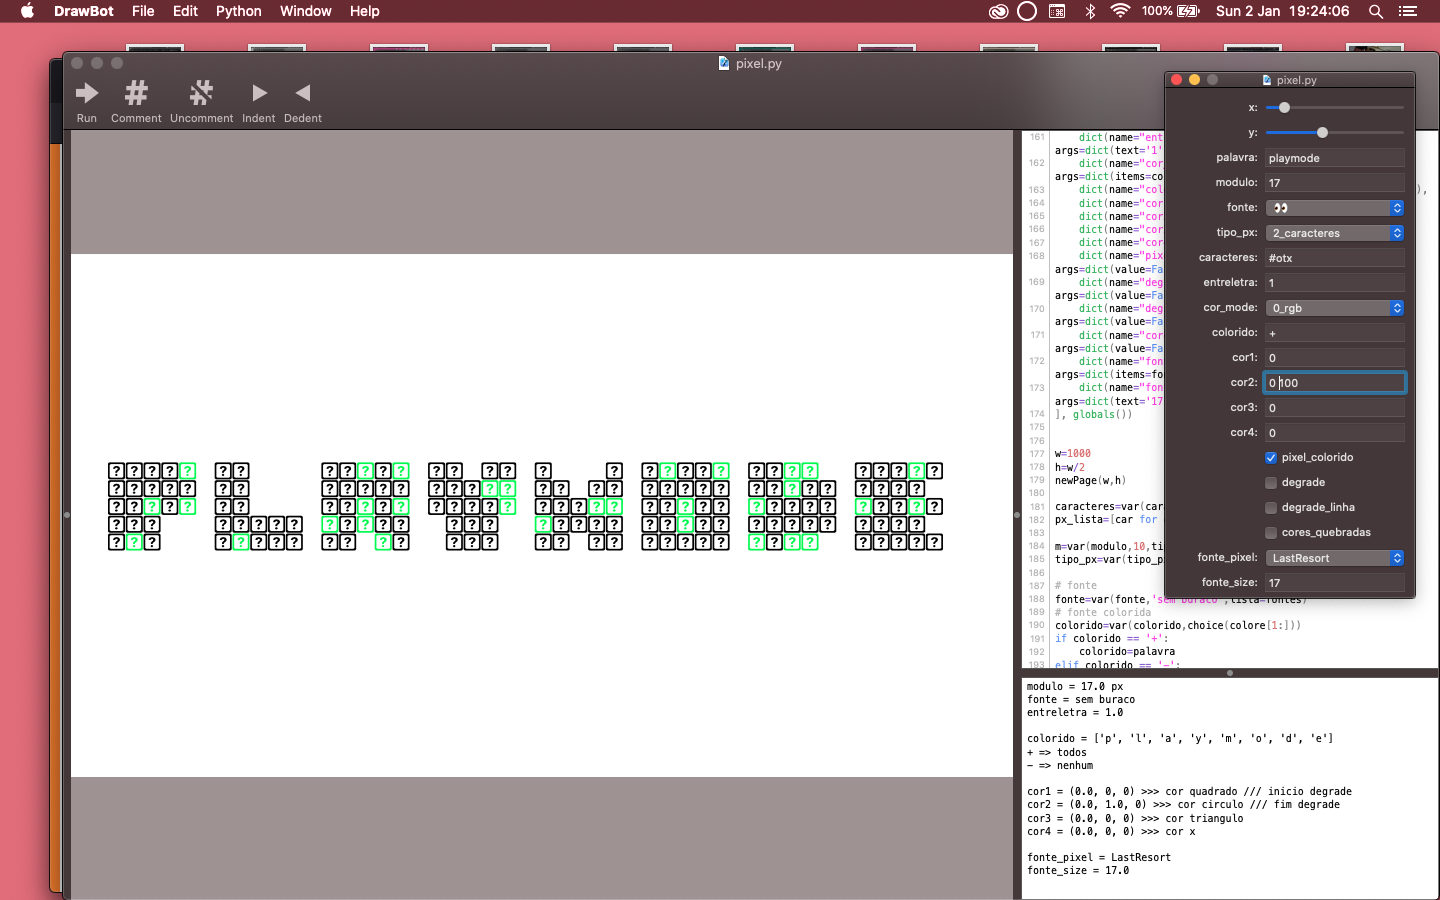 DrawBot File Edit Python Window Help
100% Sun 2 Jan 19:24:06
pixel.py
Run Comment Uncomment Indent Dedent
? ? ? ? ? ? ? ? ? ? ? ? ? ? ? ? ? ? ? ? ? ? ? ? ? ? ? ? ? ?
161 dict(name="ent
args=dict(text='1'
162 dict(name="cor
args=dict(items=co
163 dict(name="col ),
164 dict(name="cor
165 dict(name="cor
166 dict(name="cor
167 dict(name="cor
168 dict(name="pix
args=dict(value=Fa
169 dict(name="deg
args=dict(value=Fa
170 dict(name="deg
args=dict(value=Fa
171 dict(name="cor
args=dict(value=Fa
172 dict(name="fon
args=dict(items=fo
173 dict(name="fon
args=dict(text='17
174 ], globals())
175
176
177 w=1000
178 h=w/2
179 newPage(w,h)
180
181 caracteres=var(car
182 px_lista=[car for
183
184 m=var(modulo,10,ti
185 tipo_px=var(tipo_p
186
187 # fonte
188 fonte=var(fonte,'sem buraco',lista=fontes)
189 # fonte colorida
190 colorido=var(colorido,choice(colore[1:]))
191 if colorido == '+':
192 colorido=palavra
193 elif colorido == '-':
pixel.py
x:
y:
palavra: playmode
modulo: 17
fonte: 👀
tipo_px: 2_caracteres
caracteres: #otx
entreletra: 1
cor_mode: 0_rgb
colorido: +
cor1: 0
cor2: 0 100
cor3: 0
cor4: 0
pixel_colorido
degrade
degrade_linha
cores_quebradas
fonte_pixel: LastResort
fonte_size: 17
modulo = 17.0 px
fonte = sem buraco
entreletra = 1.0
colorido = ['p', 'l', 'a', 'y', 'm', 'o', 'd', 'e']
+ => todos
- => nenhum
cor1 = (0.0, 0, 0) >>> cor quadrado /// inicio degrade
cor2 = (0.0, 1.0, 0) >>> cor circulo /// fim degrade
cor3 = (0.0, 0, 0) >>> cor triangulo
cor4 = (0.0, 0, 0) >>> cor x
fonte_pixel = LastResort
fonte_size = 17.0